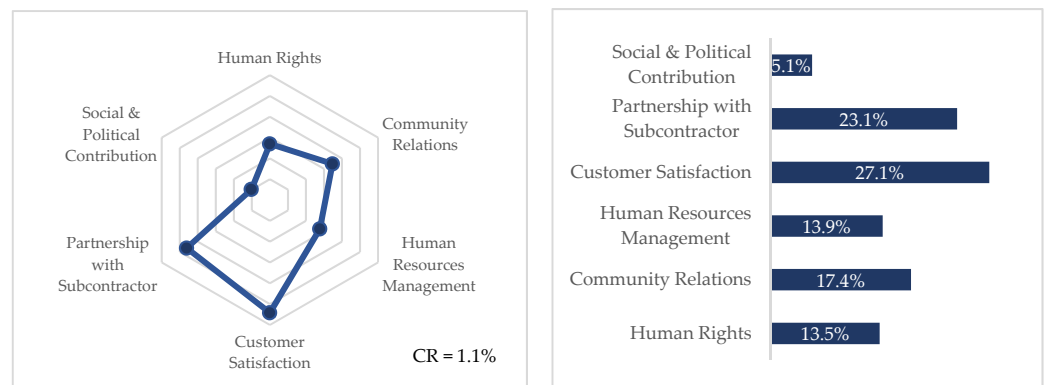 Human Rights
Social &
Political
Contribution
Community
Relations
Partnership
with
Subcontractor
Human
Resources
Management
Customer
Satisfaction
CR = 1.1%
Social & Political
Contribution
5.1%
Partnership with
Subcontractor
23.1%
Customer Satisfaction
27.1%
Human Resources
Management
13.9%
Community Relations
17.4%
Human Rights
13.5%